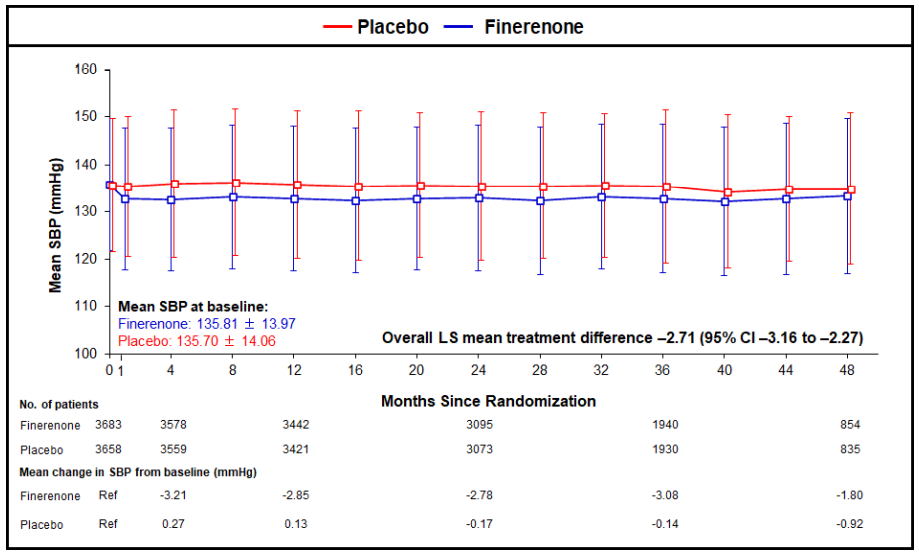 Placebo Finerenone
160
150
140
130
120
110
100
Mean SBP (mmHg)
Mean SBP at baseline:
Finerenone: 135.81 ± 13.97
Placebo: 135.70 ± 14.06
Overall LS mean treatment difference –2.71 (95% CI –3.16 to –2.27)
0 1 4 8 12 16 20 24 28 32 36 40 44 48
Months Since Randomization
No. of patients
Finerenone 3683 3578 3442 3095 1940 854
Placebo 3658 3559 3421 3073 1930 835
Mean change in SBP from baseline (mmHg)
Finerenone Ref -3.21 -2.85 -2.78 -3.08 -1.80
Placebo Ref 0.27 0.13 -0.17 -0.14 -0.92